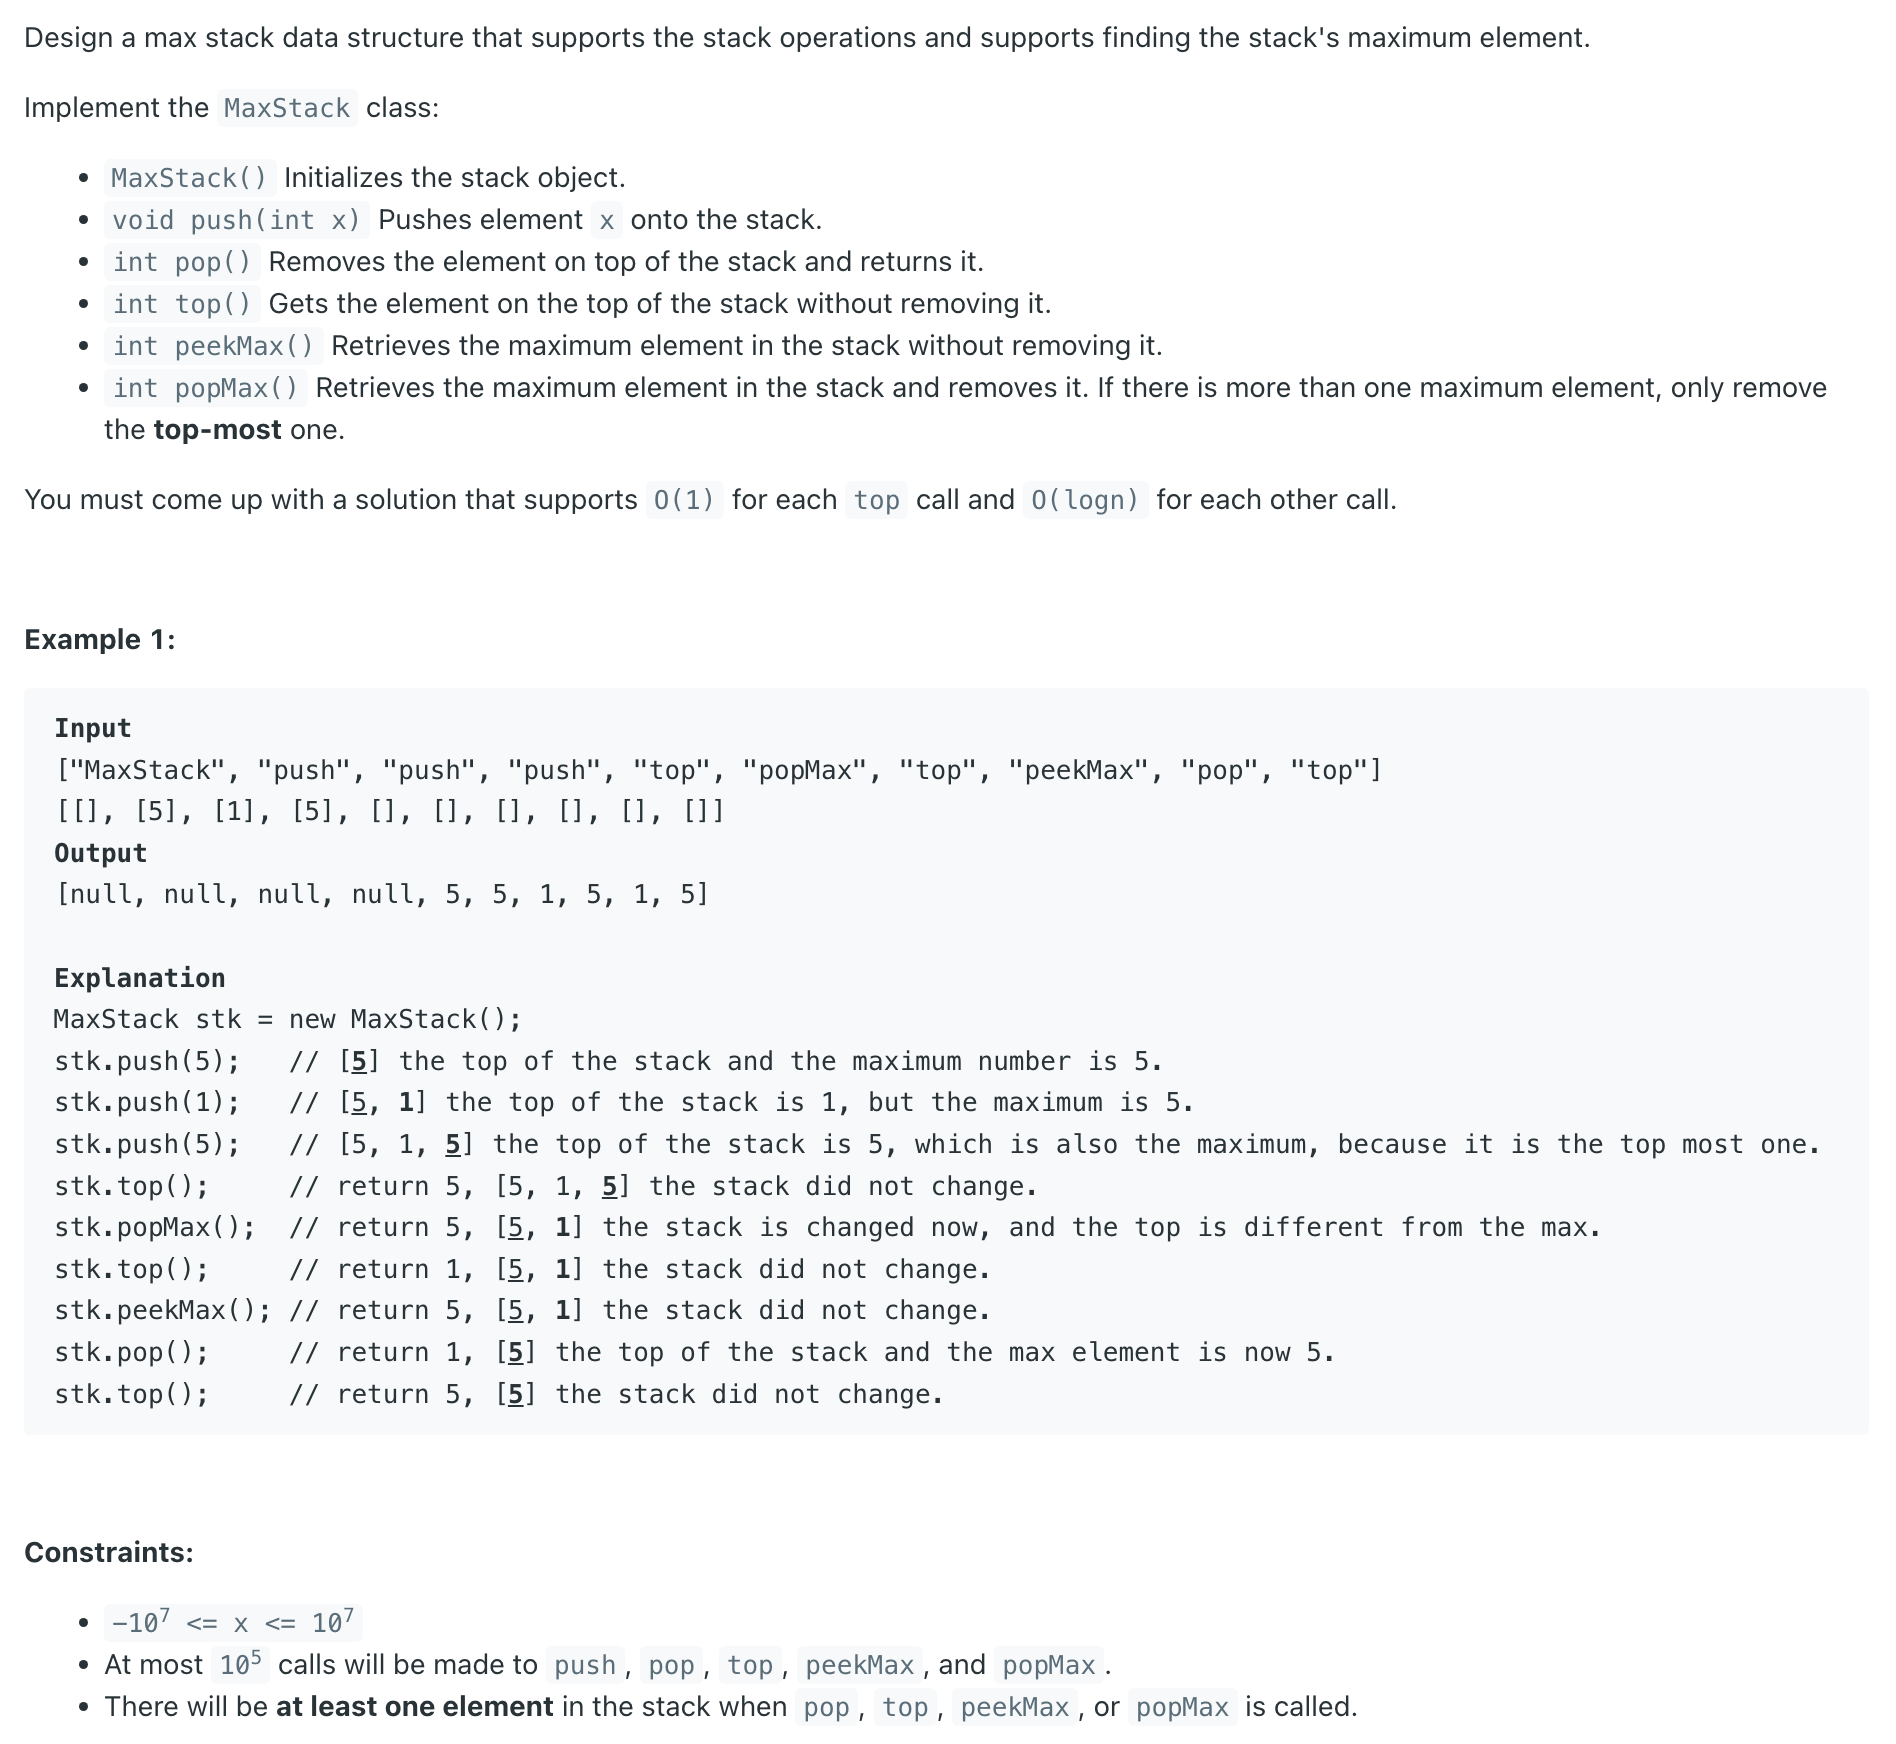 Design a max stack data structure that supports the stack operations and supports finding the stack's maximum element.
Implement the MaxStack class:
• MaxStack() Initializes the stack object.
• void push(int x) Pushes element x onto the stack.
• int pop() Removes the element on top of the stack and returns it.
• int top() Gets the element on the top of the stack without removing it.
• int peekMax() Retrieves the maximum element in the stack without removing it.
• int popMax() Retrieves the maximum element in the stack and removes it. If there is more than one maximum element, only remove
the top-most one.
You must come up with a solution that supports O(1) for each top call and O(logn) for each other call.
Example 1:
Input
["MaxStack", "push", "push", "push", "top", "popMax", "top", "peekMax", "pop", "top"]
[[], [5], [1], [5], [], [], [], [], [], []]
Output
[null, null, null, null, 5, 5, 1, 5, 1, 5]
Explanation
MaxStack stk = new MaxStack();
stk.push(5);   // [5] the top of the stack and the maximum number is 5.
stk.push(1);   // [5, 1] the top of the stack is 1, but the maximum is 5.
stk.push(5);   // [5, 1, 5] the top of the stack is 5, which is also the maximum, because it is the top most one.
stk.top();     // return 5, [5, 1, 5] the stack did not change.
stk.popMax();  // return 5, [5, 1] the stack is changed now, and the top is different from the max.
stk.top();     // return 1, [5, 1] the stack did not change.
stk.peekMax(); // return 5, [5, 1] the stack did not change.
stk.pop();     // return 1, [5] the top of the stack and the max element is now 5.
stk.top();     // return 5, [5] the stack did not change.
Constraints:
• −10⁷ <= x <= 10⁷
• At most 10⁵ calls will be made to push, pop, top, peekMax, and popMax.
• There will be at least one element in the stack when pop, top, peekMax, or popMax is called.